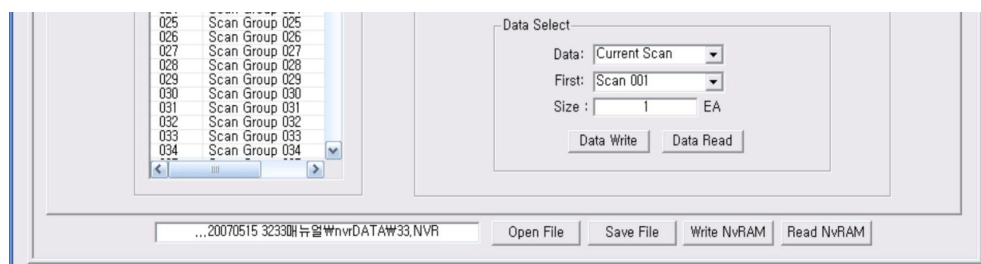 025 Scan Group 025
026 Scan Group 026
027 Scan Group 027
028 Scan Group 028
029 Scan Group 029
030 Scan Group 030
031 Scan Group 031
032 Scan Group 032
033 Scan Group 033
034 Scan Group 034
Data Select
Data: Current Scan
First: Scan 001
Size : 1 EA
Data Write Data Read
...20070515 3233매뉴얼₩nvrDATA₩33.NVR Open File Save File Write NvRAM Read NvRAM